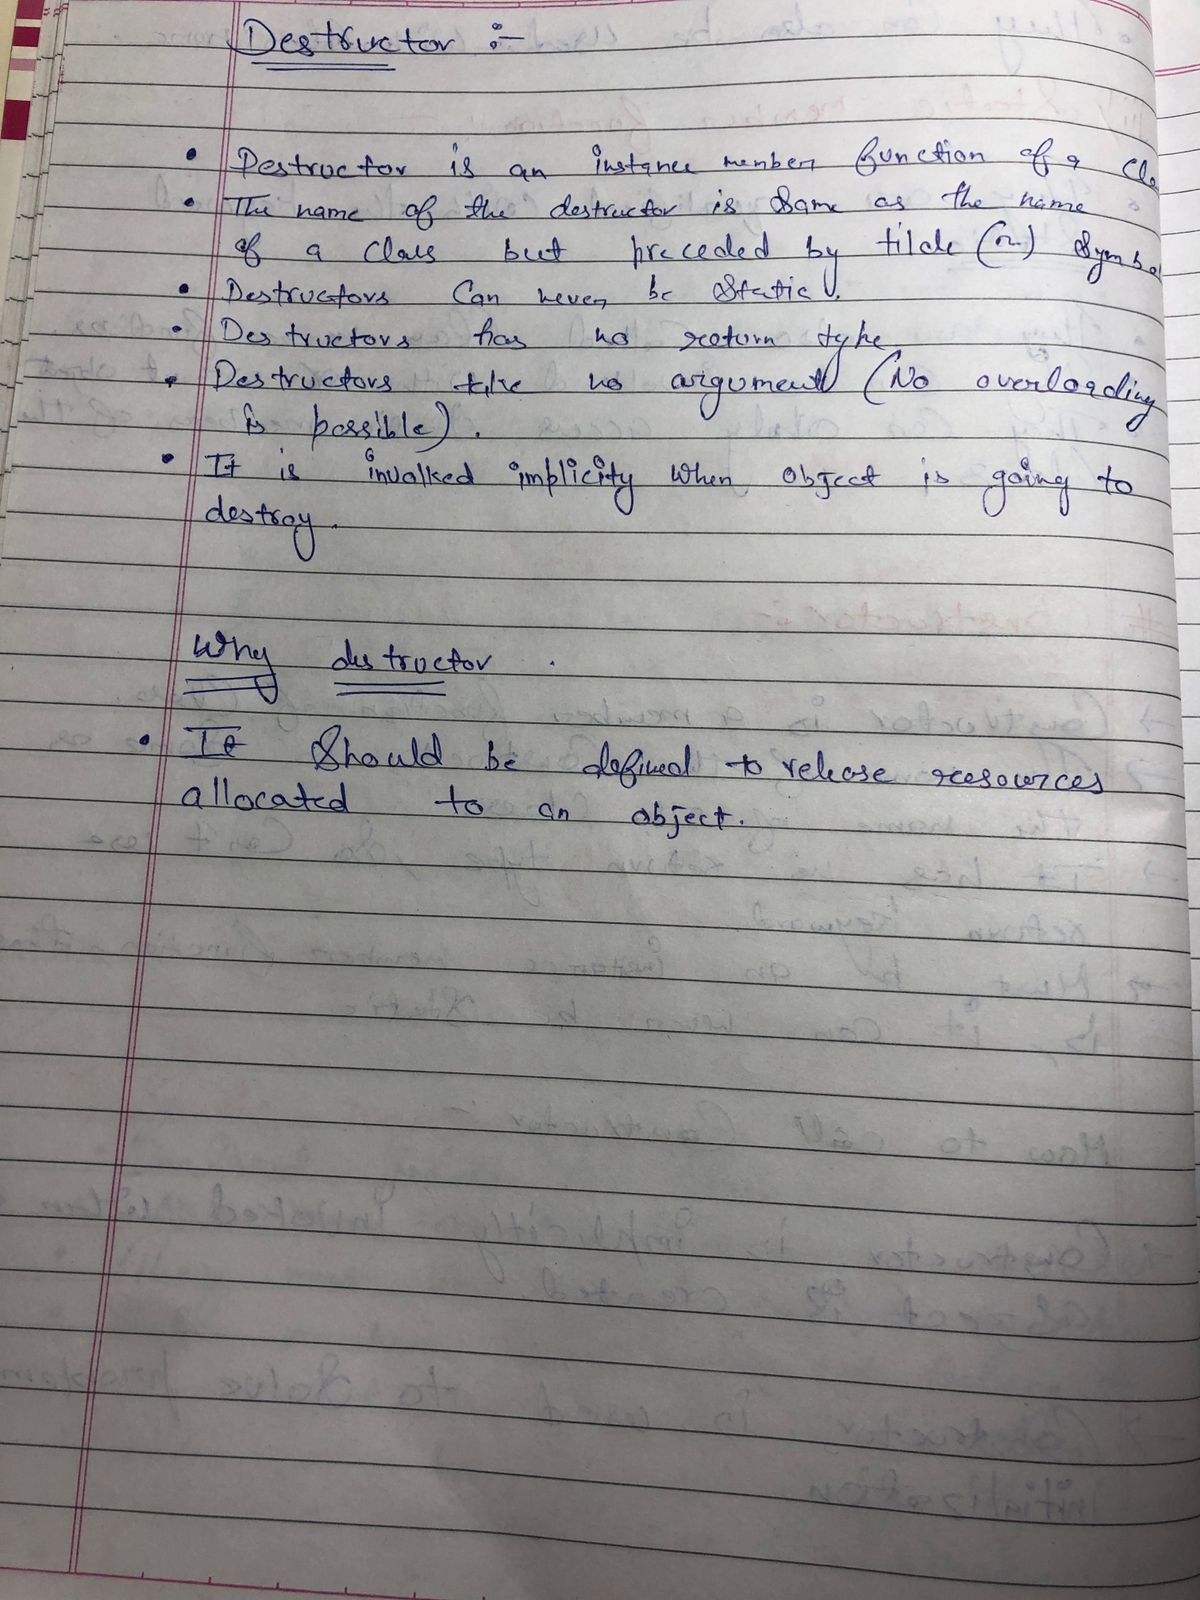 Destructor :-
• Destructor is an instance member function of a Cla
• The name of the destructor is same as the name
of a Class but preceded by tilde (~) Symbo
• Destructors Can never be Static.
• Destructors has no return type
• Destructors take no argument (No overloading
is possible).
• It is invalked implicity when object is going to
destroy.
Why destructor .
• It Should be defined to release resources
allocated to an object.